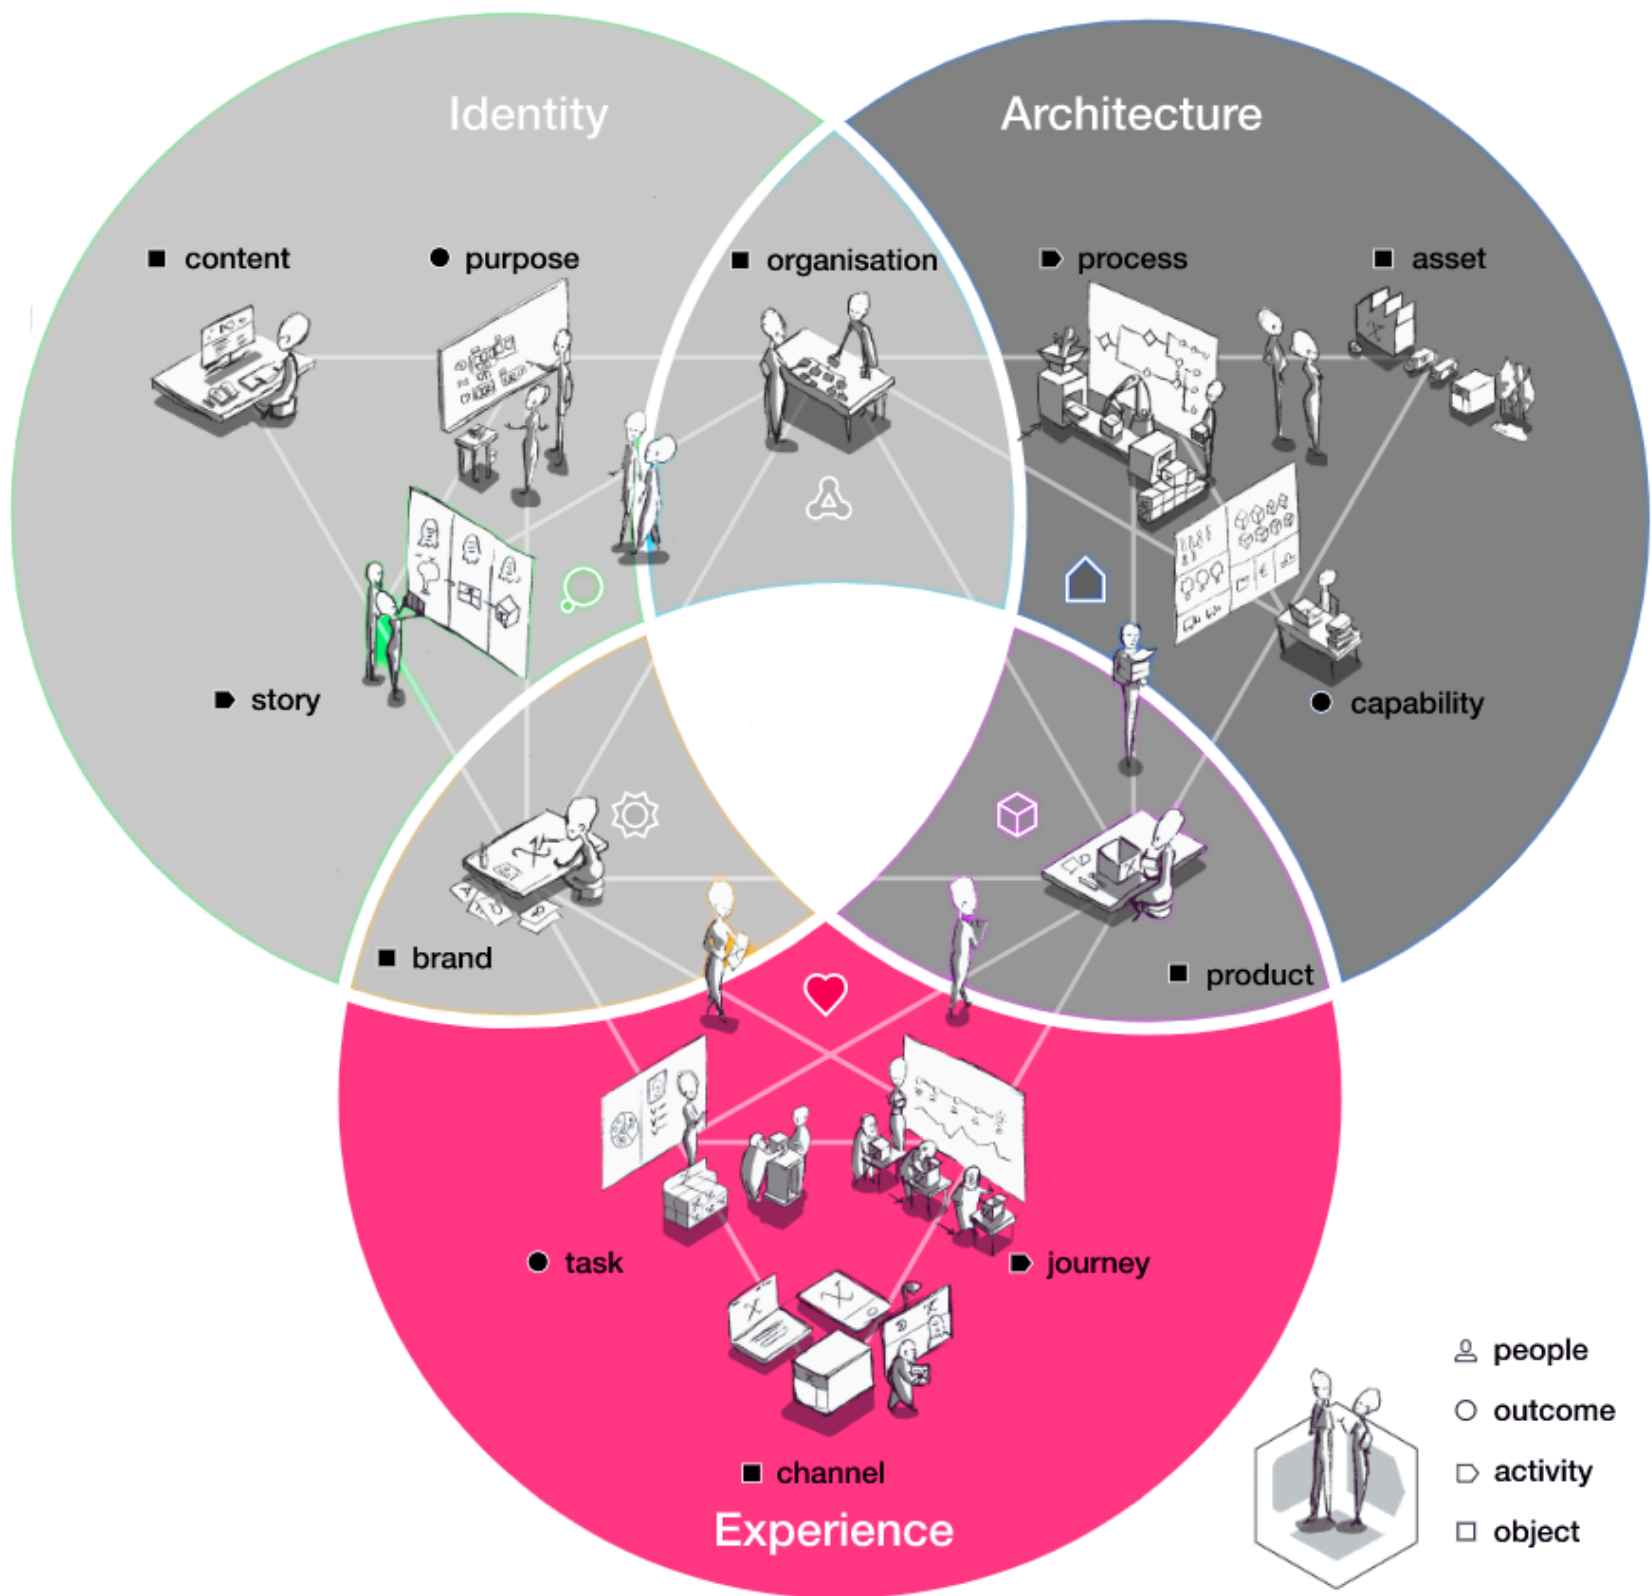 Identity
Architecture
content
purpose
organisation
process
asset
story
capability
brand
product
task
journey
channel
Experience
people
outcome
activity
object